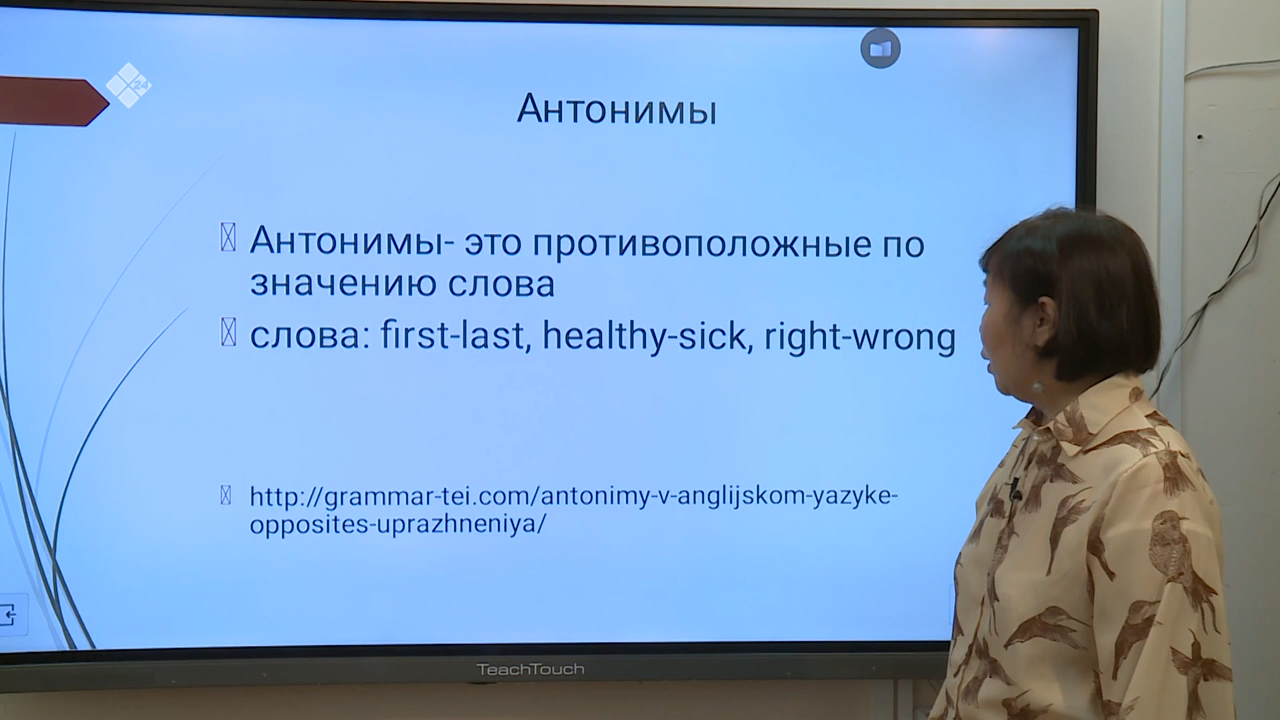 24
Антонимы
Антонимы- это противоположные по
значению слова
слова: first-last, healthy-sick, right-wrong
http://grammar-tei.com/antonimy-v-anglijskom-yazyke-
opposites-uprazhneniya/
TeachTouch